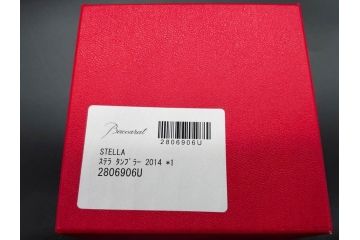 Baccarat
2806906U
STELLA
ｽﾃﾗ ﾀﾝﾌﾞﾗｰ 2014 *1
2806906U